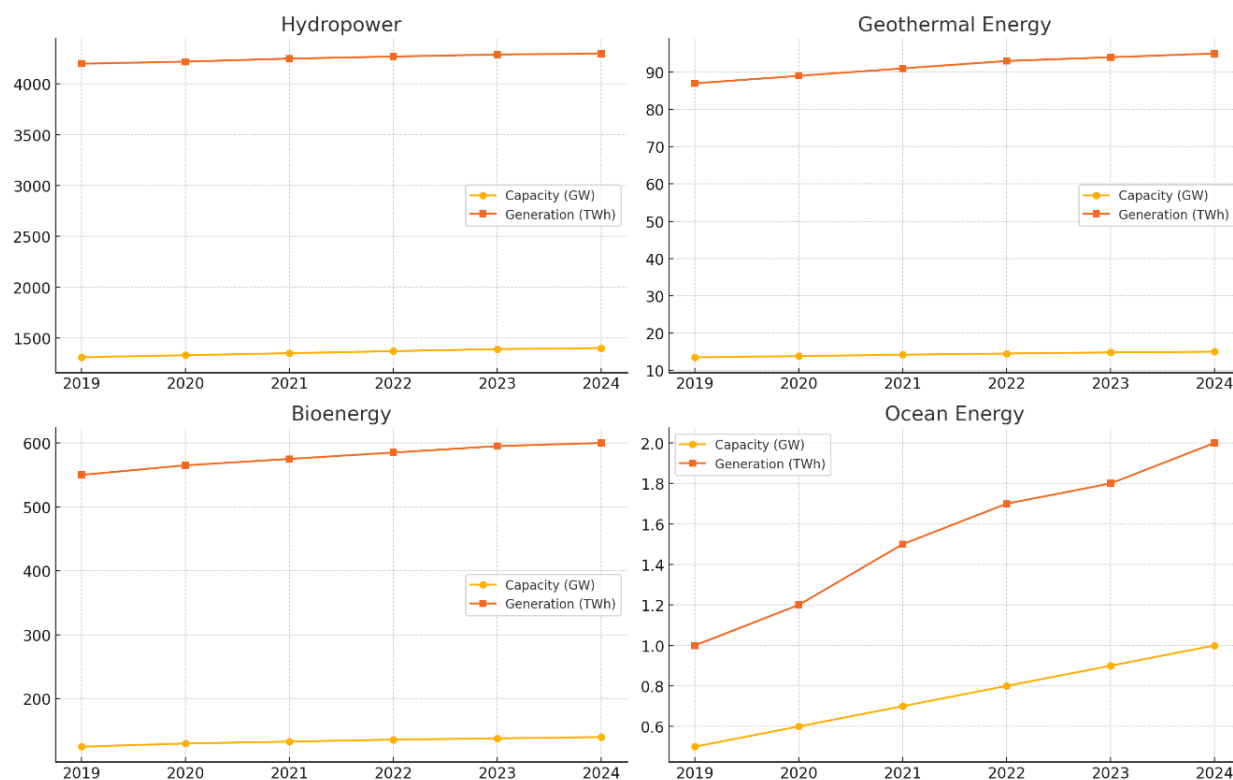 Hydropower
4000
3500
3000
2500
2000
1500
Capacity (GW)
Generation (TWh)
2019 2020 2021 2022 2023 2024
Geothermal Energy
90
80
70
60
50
40
30
20
10
Capacity (GW)
Generation (TWh)
2019 2020 2021 2022 2023 2024
Bioenergy
600
500
400
300
200
Capacity (GW)
Generation (TWh)
2019 2020 2021 2022 2023 2024
Ocean Energy
Capacity (GW)
Generation (TWh)
2.0
1.8
1.6
1.4
1.2
1.0
0.8
0.6
2019 2020 2021 2022 2023 2024